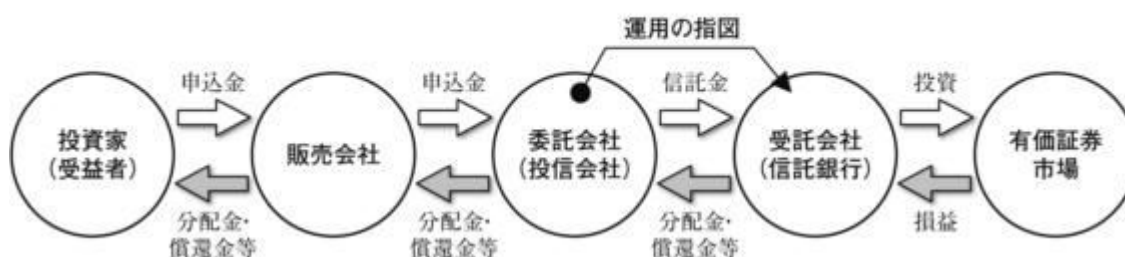 運用の指図
申込金
申込金
信託金
投資
投資家
(受益者)
販売会社
委託会社
(投信会社)
受託会社
(信託銀行)
有価証券
市場
分配金・
償還金等
分配金・
償還金等
分配金・
償還金等
損益